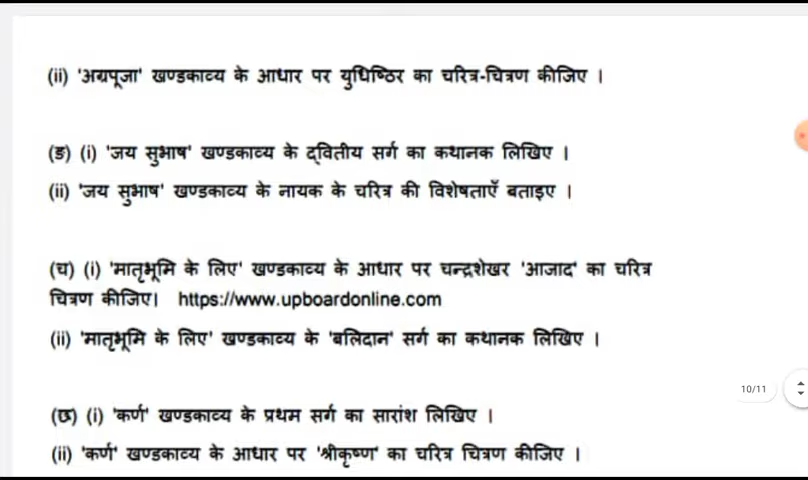 (ii) 'अग्रपूजा' खण्डकाव्य के आधार पर युधिष्ठिर का चरित्र-चित्रण कीजिए ।
(ङ) (i) 'जय सुभाष' खण्डकाव्य के द्वितीय सर्ग का कथानक लिखिए ।
(ii) 'जय सुभाष' खण्डकाव्य के नायक के चरित्र की विशेषताएँ बताइए ।
(च) (i) 'मातृभूमि के लिए' खण्डकाव्य के आधार पर चन्द्रशेखर 'आजाद' का चरित्र
चित्रण कीजिए। https://www.upboardonline.com
(ii) 'मातृभूमि के लिए' खण्डकाव्य के 'बलिदान' सर्ग का कथानक लिखिए ।
10/11
(छ) (i) 'कर्ण' खण्डकाव्य के प्रथम सर्ग का सारांश लिखिए ।
(ii) 'कर्ण' खण्डकाव्य के आधार पर 'श्रीकृष्ण' का चरित्र चित्रण कीजिए ।